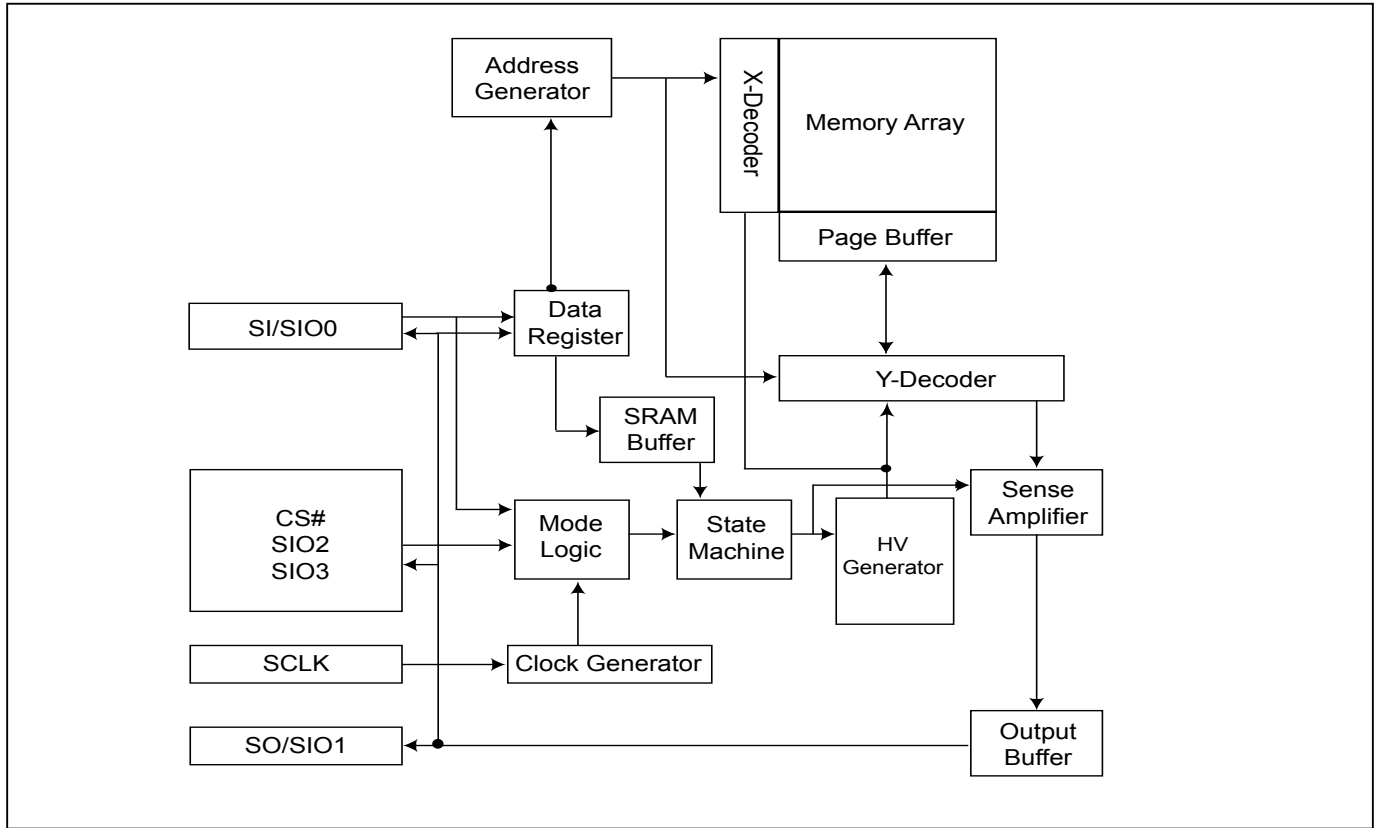 Address
Generator
X-Decoder
Memory Array
Page Buffer
SI/SIO0
Data
Register
Y-Decoder
SRAM
Buffer
CS#
SIO2
SIO3
Mode
Logic
State
Machine
HV
Generator
Sense
Amplifier
SCLK
Clock Generator
SO/SIO1
Output
Buffer